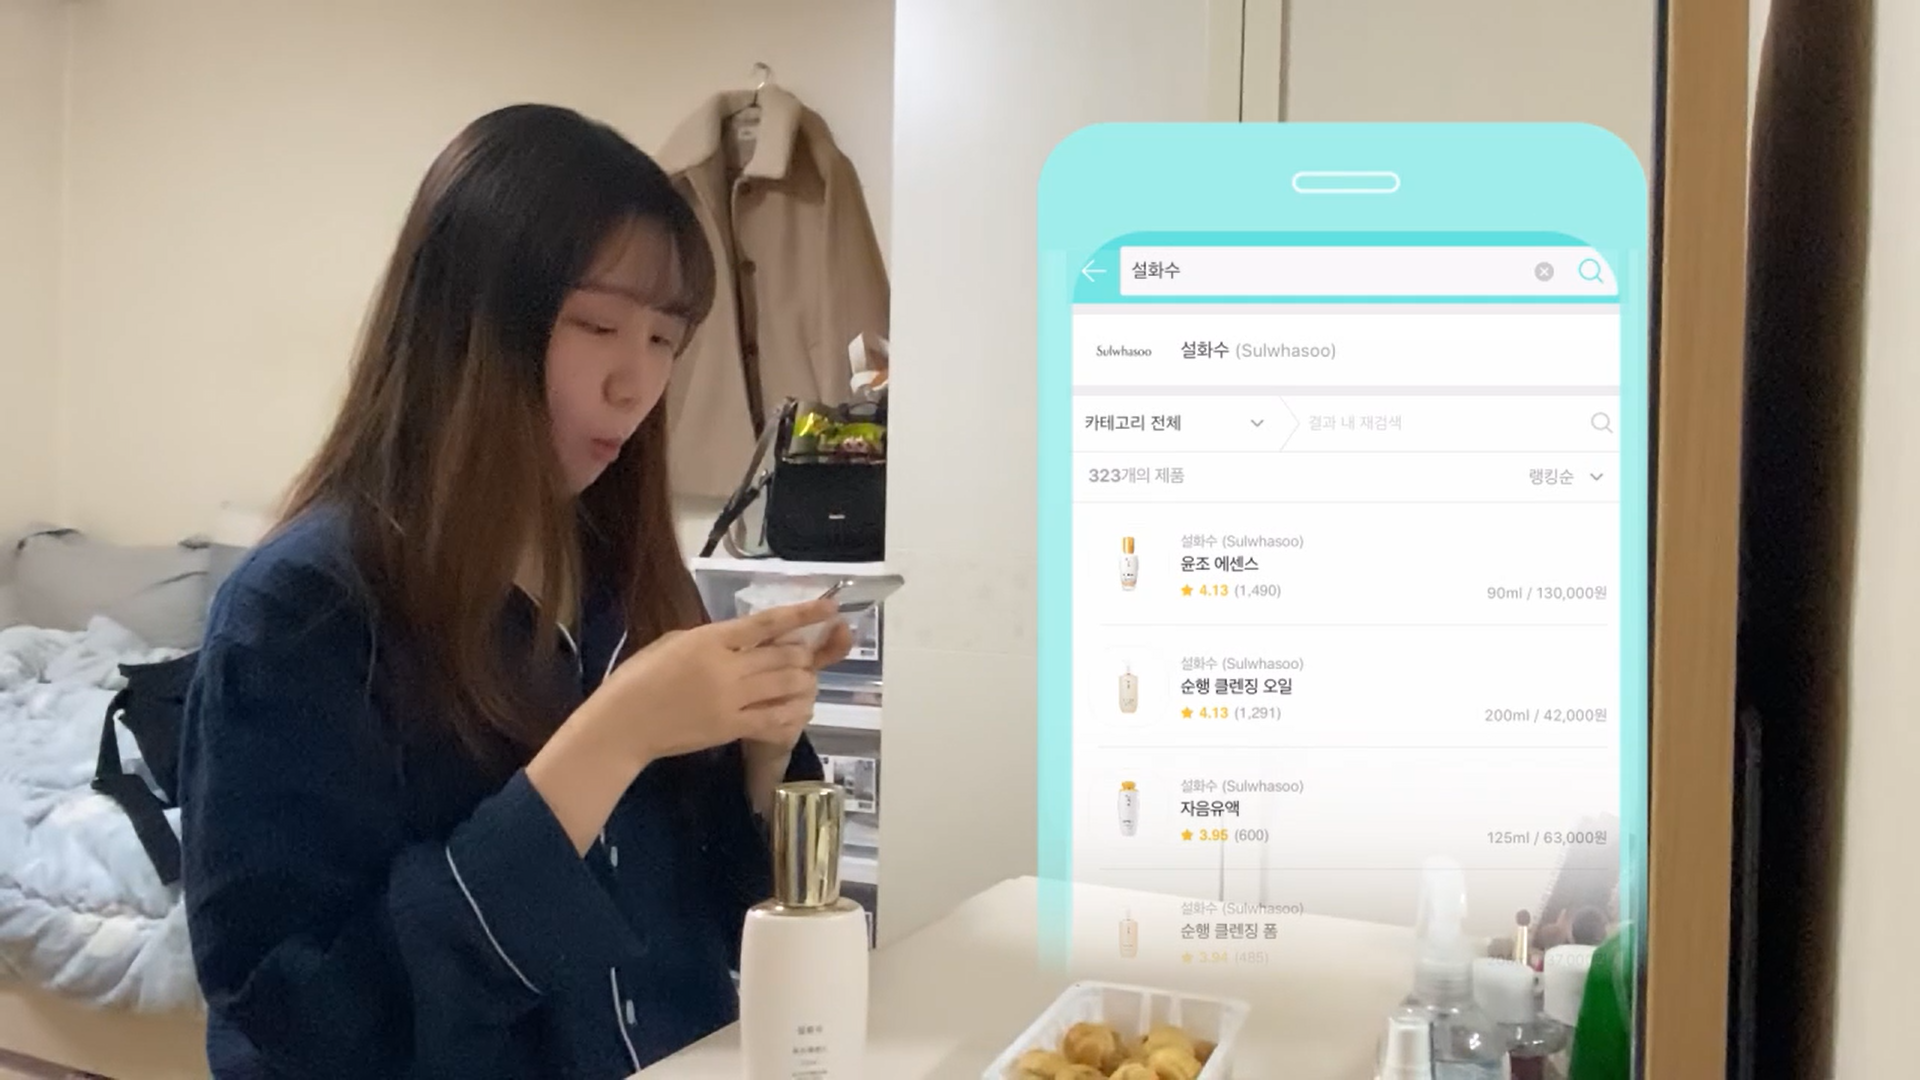 설화수
Sulwhasoo 설화수 (Sulwhasoo)
카테고리 전체 결과 내 재검색
323개의 제품 랭킹순
설화수 (Sulwhasoo)
윤조 에센스
4.13 (1,490) 90ml / 130,000원
설화수 (Sulwhasoo)
순행 클렌징 오일
4.13 (1,291) 200ml / 42,000원
설화수 (Sulwhasoo)
자음유액
3.95 (600) 125ml / 63,000원
설화수 (Sulwhasoo)
순행 클렌징 폼
3.94 (485)